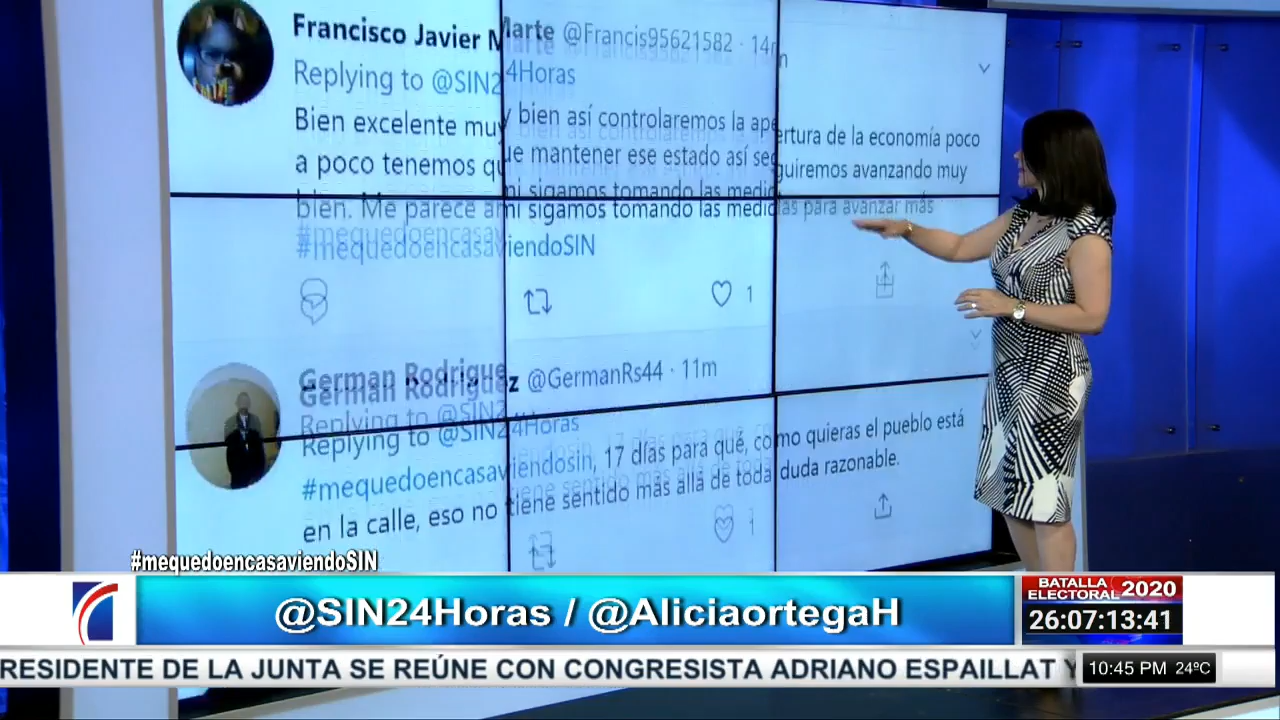 Francisco Javier Marte @Francis95621582 · 14m
Replying to @SIN24Horas
Bien excelente muy bien así controlaremos la apertura de la economía poco
a poco tenemos que mantener ese estado así seguiremos avanzando muy
bien. Me parece ami sigamos tomando las medidas para avanzar más
#mequedoencasaviendoSIN
1
German Rodriguez @GermanRs44 · 11m
Replying to @SIN24Horas
#mequedoencasaviendosin, 17 días para qué, como quieras el pueblo está
en la calle, eso no tiene sentido más allá de toda duda razonable.
1
#mequedoencasaviendoSIN
@SIN24Horas / @AliciaortegaH
BATALLA
ELECTORAL 2020
26:07:13:41
RESIDENTE DE LA JUNTA SE REÚNE CON CONGRESISTA ADRIANO ESPAILLAT Y
10:45 PM 24°C